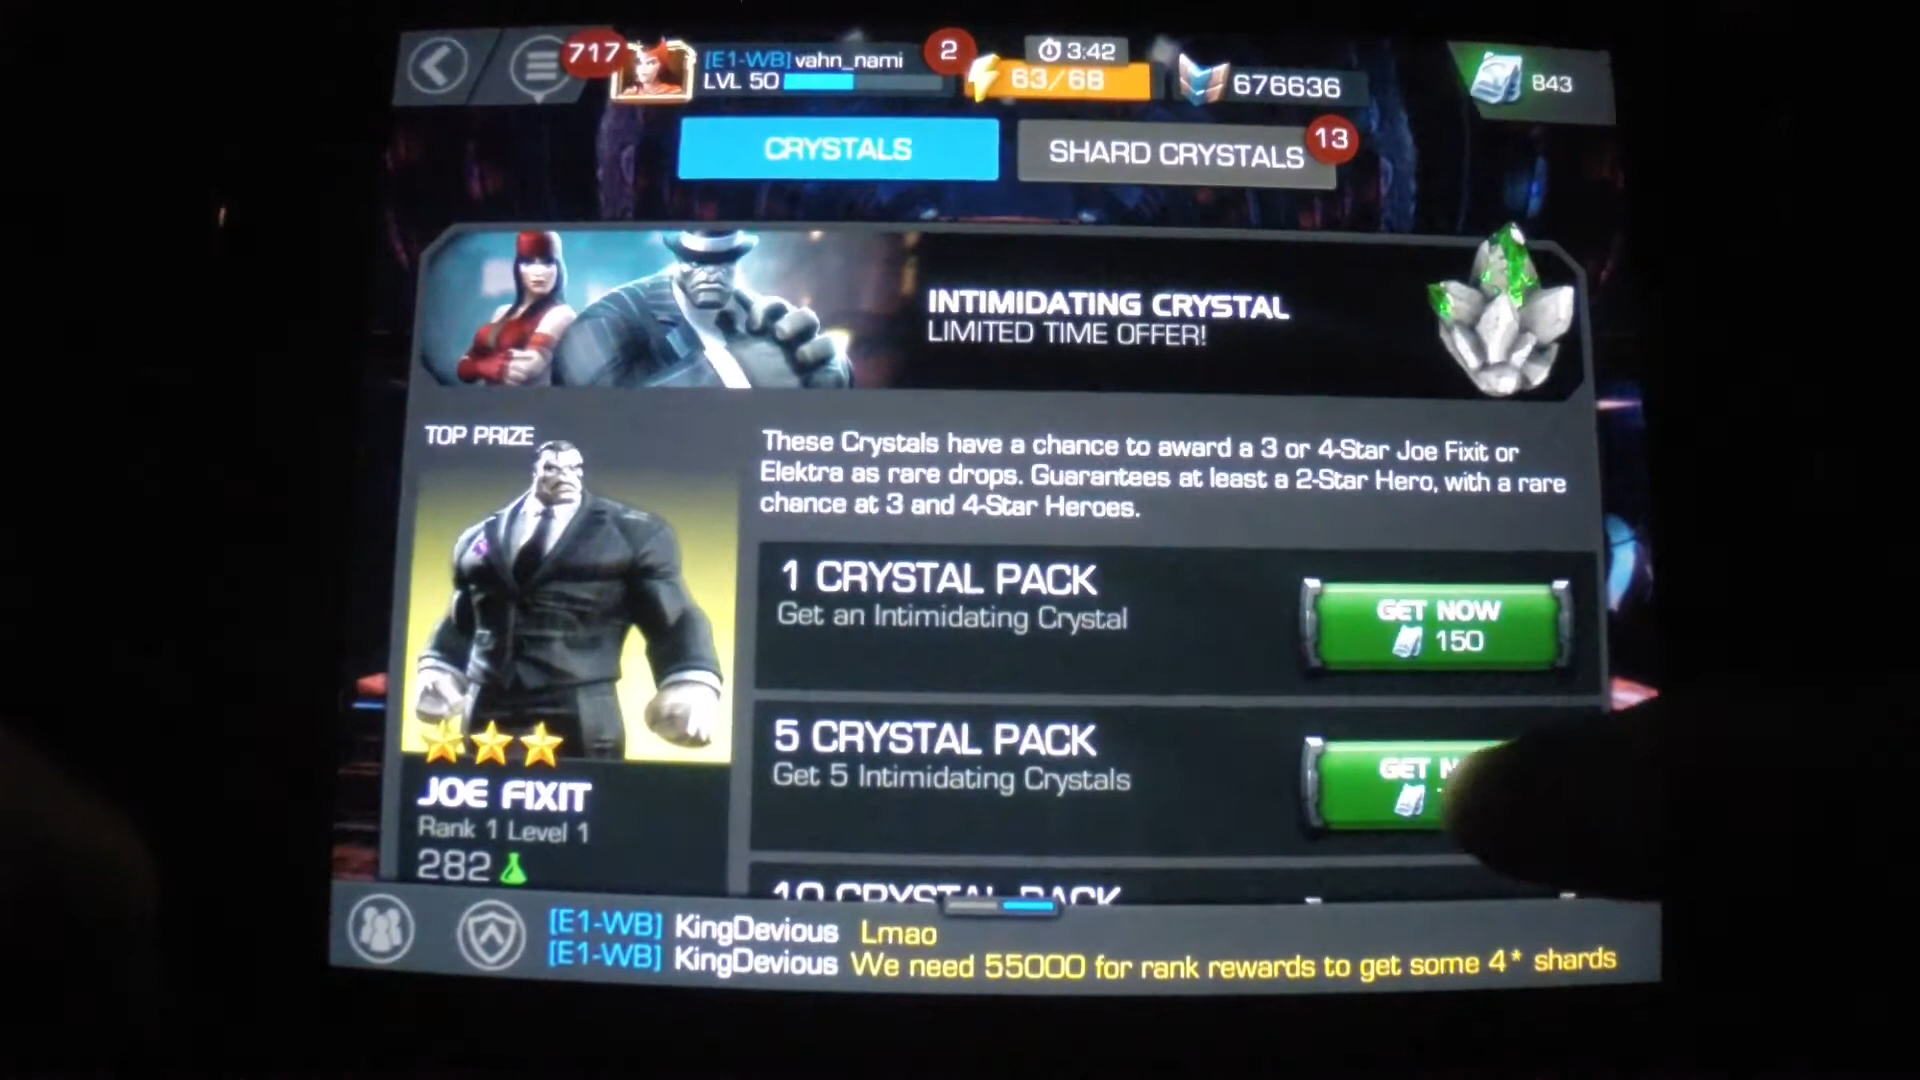 717
[E1-WB] vahn_nami
LVL 50
2
3:42
63/68
676636
843
CRYSTALS
SHARD CRYSTALS
13
INTIMIDATING CRYSTAL
LIMITED TIME OFFER!
TOP PRIZE
These Crystals have a chance to award a 3 or 4-Star Joe Fixit or
Elektra as rare drops. Guarantees at least a 2-Star Hero, with a rare
chance at 3 and 4-Star Heroes.
1 CRYSTAL PACK
Get an Intimidating Crystal
GET NOW
150
5 CRYSTAL PACK
Get 5 Intimidating Crystals
GET
JOE FIXIT
Rank 1 Level 1
282
10 CRYSTAL PACK
[E1-WB] KingDevious Lmao
[E1-WB] KingDevious We need 55000 for rank rewards to get some 4* shards